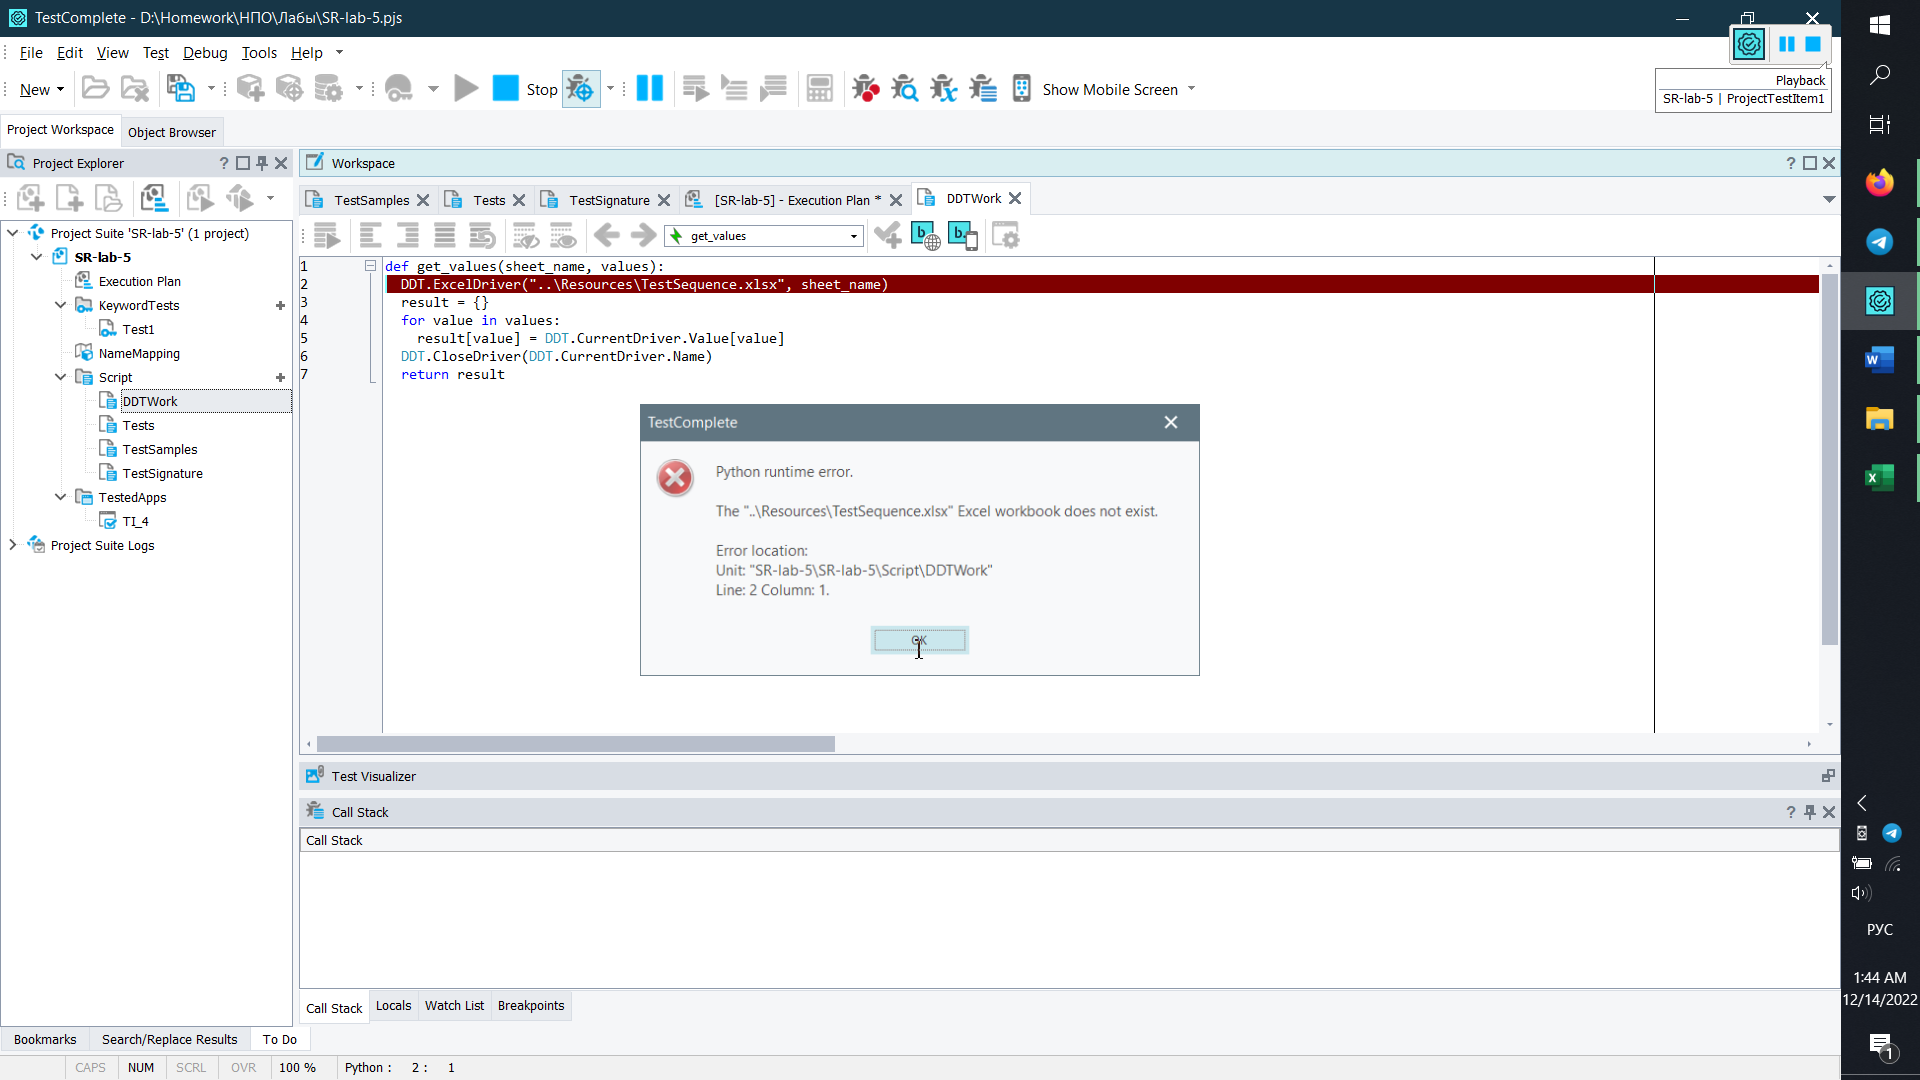 TestComplete - D:\Homework\НПО\Лабы\SR-lab-5.pjs
File Edit View Test Debug Tools Help
New
Stop
Show Mobile Screen
Playback
SR-lab-5 | ProjectTestItem1
Project Workspace
Object Browser
Project Explorer
Workspace
TestSamples
Tests
TestSignature
[SR-lab-5] - Execution Plan *
DDTWork
get_values
Project Suite 'SR-lab-5' (1 project)
SR-lab-5
Execution Plan
KeywordTests
Test1
NameMapping
Script
DDTWork
Tests
TestSamples
TestSignature
TestedApps
TI_4
Project Suite Logs
1 def get_values(sheet_name, values):
2 DDT.ExcelDriver("..\Resources\TestSequence.xlsx", sheet_name)
3 result = {}
4 for value in values:
5 result[value] = DDT.CurrentDriver.Value[value]
6 DDT.CloseDriver(DDT.CurrentDriver.Name)
7 return result
TestComplete
Python runtime error.
The "..\Resources\TestSequence.xlsx" Excel workbook does not exist.
Error location:
Unit: "SR-lab-5\SR-lab-5\Script\DDTWork"
Line: 2 Column: 1.
OK
Test Visualizer
Call Stack
Call Stack
Call Stack Locals Watch List Breakpoints
Bookmarks Search/Replace Results To Do
CAPS NUM SCRL OVR 100 % Python : 2 : 1
РУС
1:44 AM
12/14/2022
1